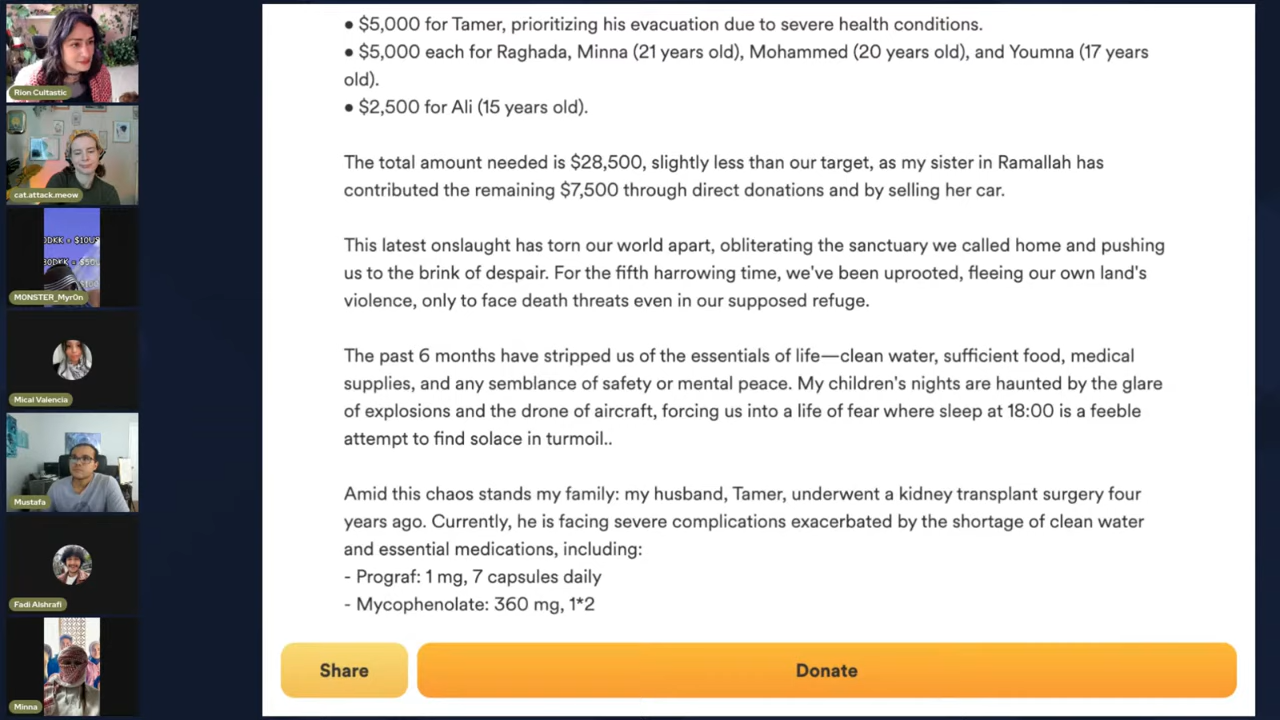 Rion Cultastic
cat.attack.meow
0DKK = $10US
80DKK = $50U
M0NSTER_Myr0n
Mical Valencia
Mustafa
Fadi Alshrafi
Minna
● $5,000 for Tamer, prioritizing his evacuation due to severe health conditions.
● $5,000 each for Raghada, Minna (21 years old), Mohammed (20 years old), and Youmna (17 years
old).
● $2,500 for Ali (15 years old).
The total amount needed is $28,500, slightly less than our target, as my sister in Ramallah has
contributed the remaining $7,500 through direct donations and by selling her car.
This latest onslaught has torn our world apart, obliterating the sanctuary we called home and pushing
us to the brink of despair. For the fifth harrowing time, we've been uprooted, fleeing our own land's
violence, only to face death threats even in our supposed refuge.
The past 6 months have stripped us of the essentials of life—clean water, sufficient food, medical
supplies, and any semblance of safety or mental peace. My children's nights are haunted by the glare
of explosions and the drone of aircraft, forcing us into a life of fear where sleep at 18:00 is a feeble
attempt to find solace in turmoil..
Amid this chaos stands my family: my husband, Tamer, underwent a kidney transplant surgery four
years ago. Currently, he is facing severe complications exacerbated by the shortage of clean water
and essential medications, including:
- Prograf: 1 mg, 7 capsules daily
- Mycophenolate: 360 mg, 1*2
Share
Donate